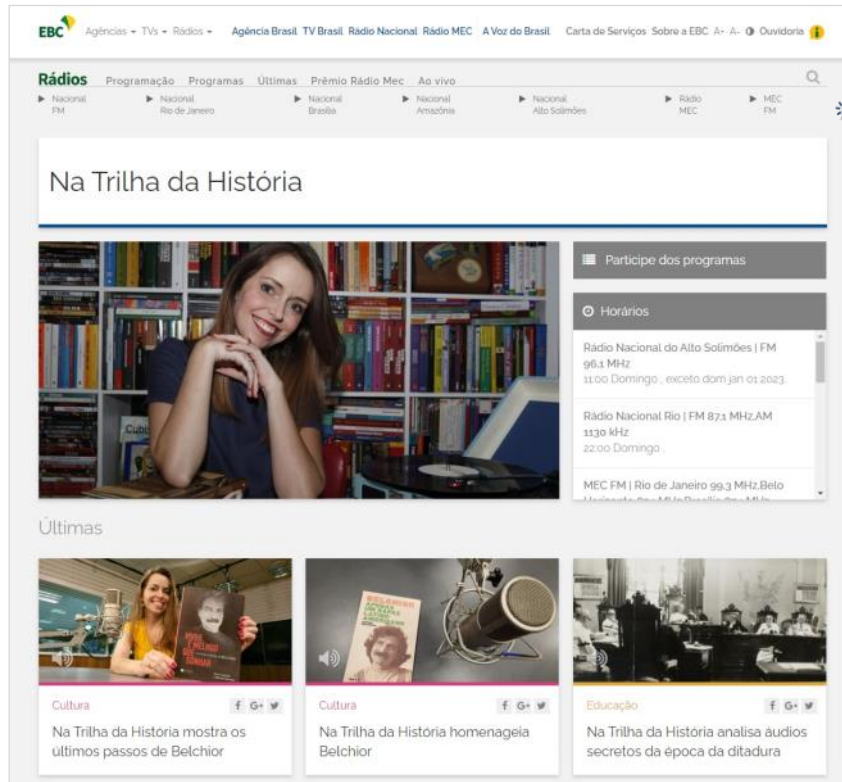 EBC Agências TVs Rádios Agência Brasil TV Brasil Rádio Nacional Rádio MEC A Voz do Brasil Carta de Serviços Sobre a EBC A+ A- Ouvidoria i
Rádios Programação Programas Últimas Prêmio Rádio Mec Ao vivo
Nacional FM
Nacional Rio de Janeiro
Nacional Brasília
Nacional Amazônia
Nacional Alto Solimões
Rádio MEC
MEC FM
Na Trilha da História
Participe dos programas
Horários
Rádio Nacional do Alto Solimões | FM
96,1 MHz
11:00 Domingo , exceto dom jan 01 2023.
Rádio Nacional Rio | FM 87,1 MHz,AM
1130 kHz
22:00 Domingo .
MEC FM | Rio de Janeiro 99,3 MHz,Belo
Últimas
BELCHIOR
APENAS
UM RAPAZ
LATINO-
AMERICANO
Cultura f G+
Na Trilha da História mostra os
últimos passos de Belchior
Cultura f G+
Na Trilha da História homenageia
Belchior
Educação f G+
Na Trilha da História analisa áudios
secretos da época da ditadura